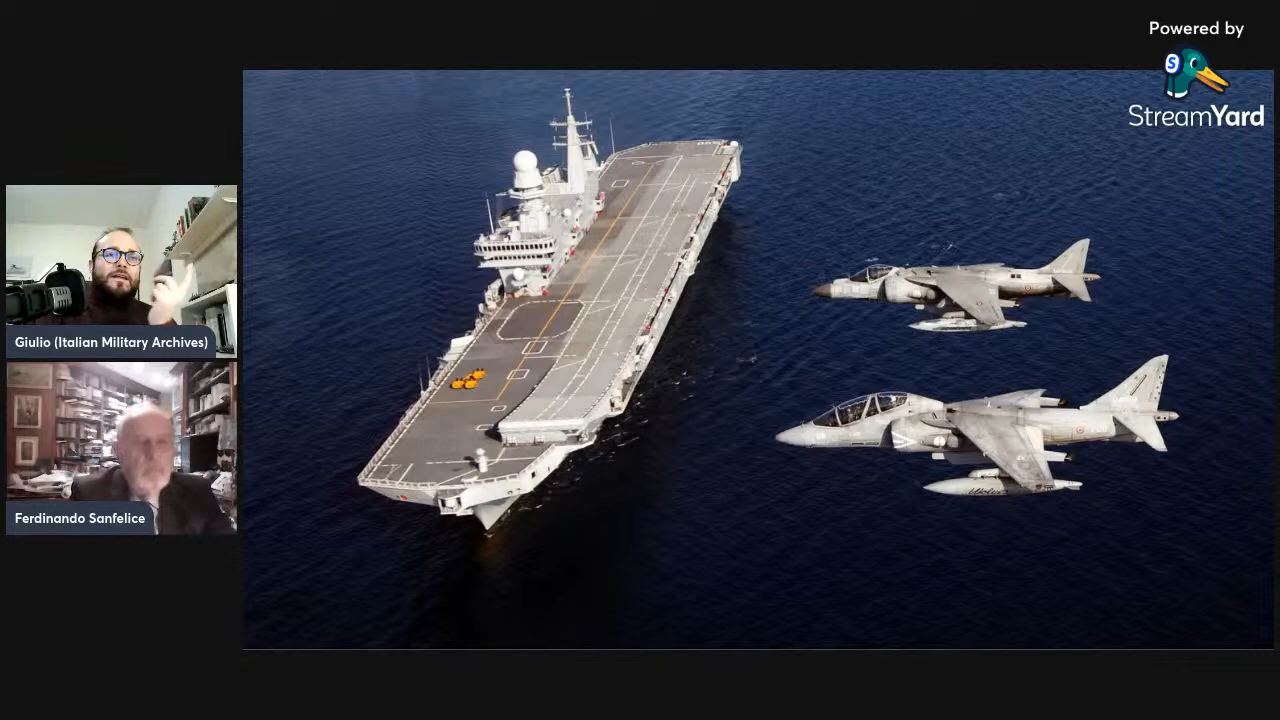 Powered by
S
StreamYard
Giulio (Italian Military Archives)
Ferdinando Sanfelice